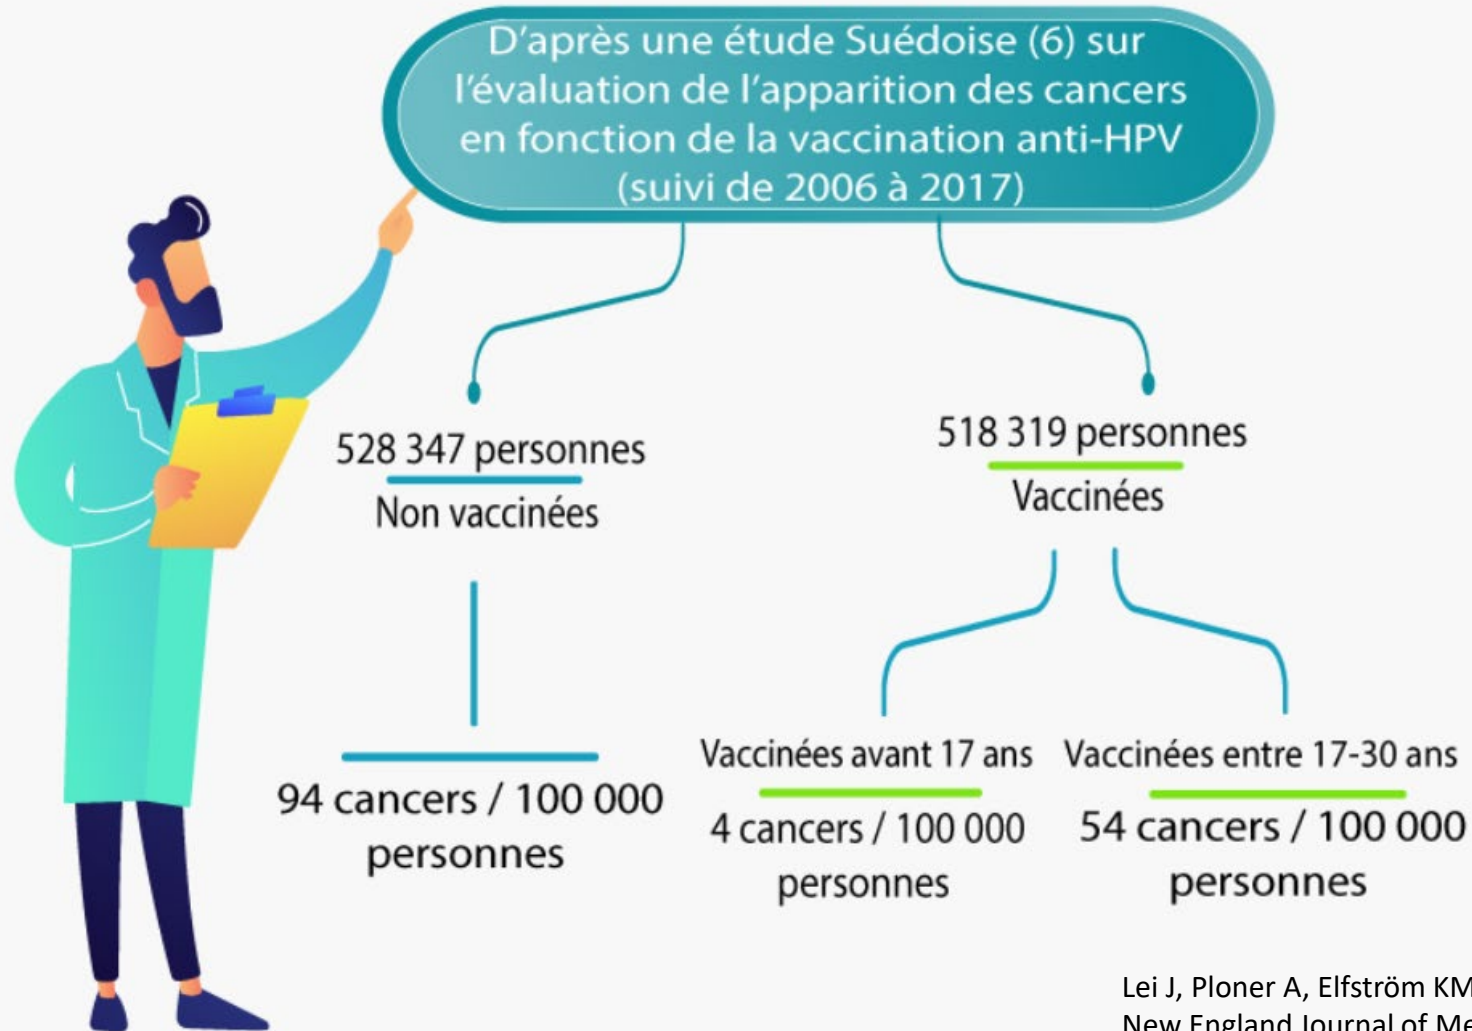 D'après une étude Suédoise (6) sur
l'évaluation de l'apparition des cancers
en fonction de la vaccination anti-HPV
(suivi de 2006 à 2017)
528 347 personnes
Non vaccinées
94 cancers / 100 000
personnes
518 319 personnes
Vaccinées
Vaccinées avant 17 ans
4 cancers / 100 000
personnes
Vaccinées entre 17-30 ans
54 cancers / 100 000
personnes
Lei J, Ploner A, Elfström KM
New England Journal of